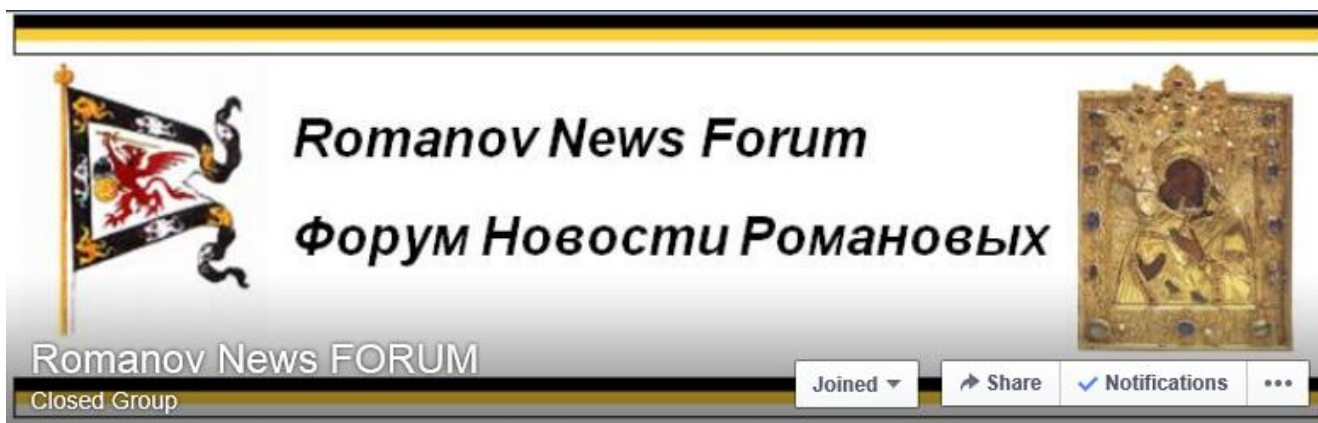 Romanov News Forum
Форум Новости Романовых
Romanov News FORUM
Closed Group
Joined
Share
Notifications